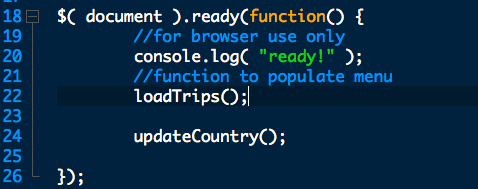 18 $( document ).ready(function() {
19 //for browser use only
20 console.log( "ready!" );
21 //function to populate menu
22 loadTrips();
23
24 updateCountry();
25
26 });